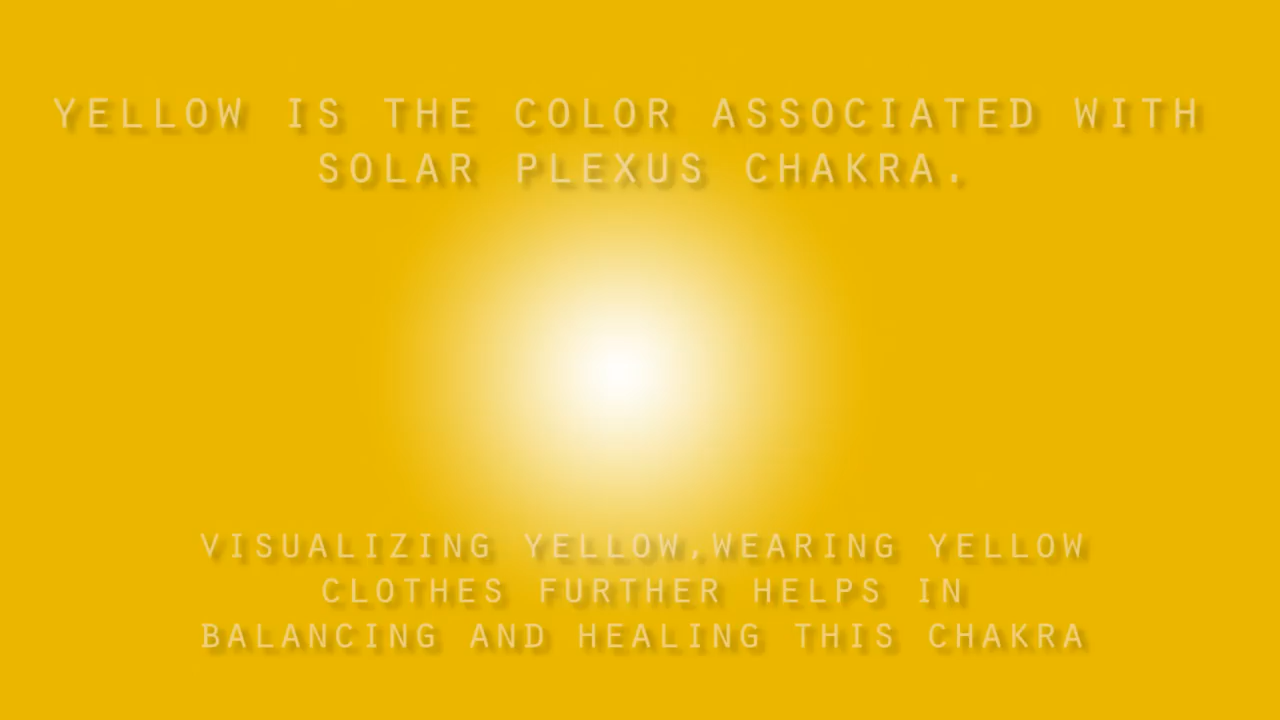 YELLOW IS THE COLOR ASSOCIATED WITH
SOLAR PLEXUS CHAKRA.
VISUALIZING YELLOW,WEARING YELLOW
CLOTHES FURTHER HELPS IN
BALANCING AND HEALING THIS CHAKRA